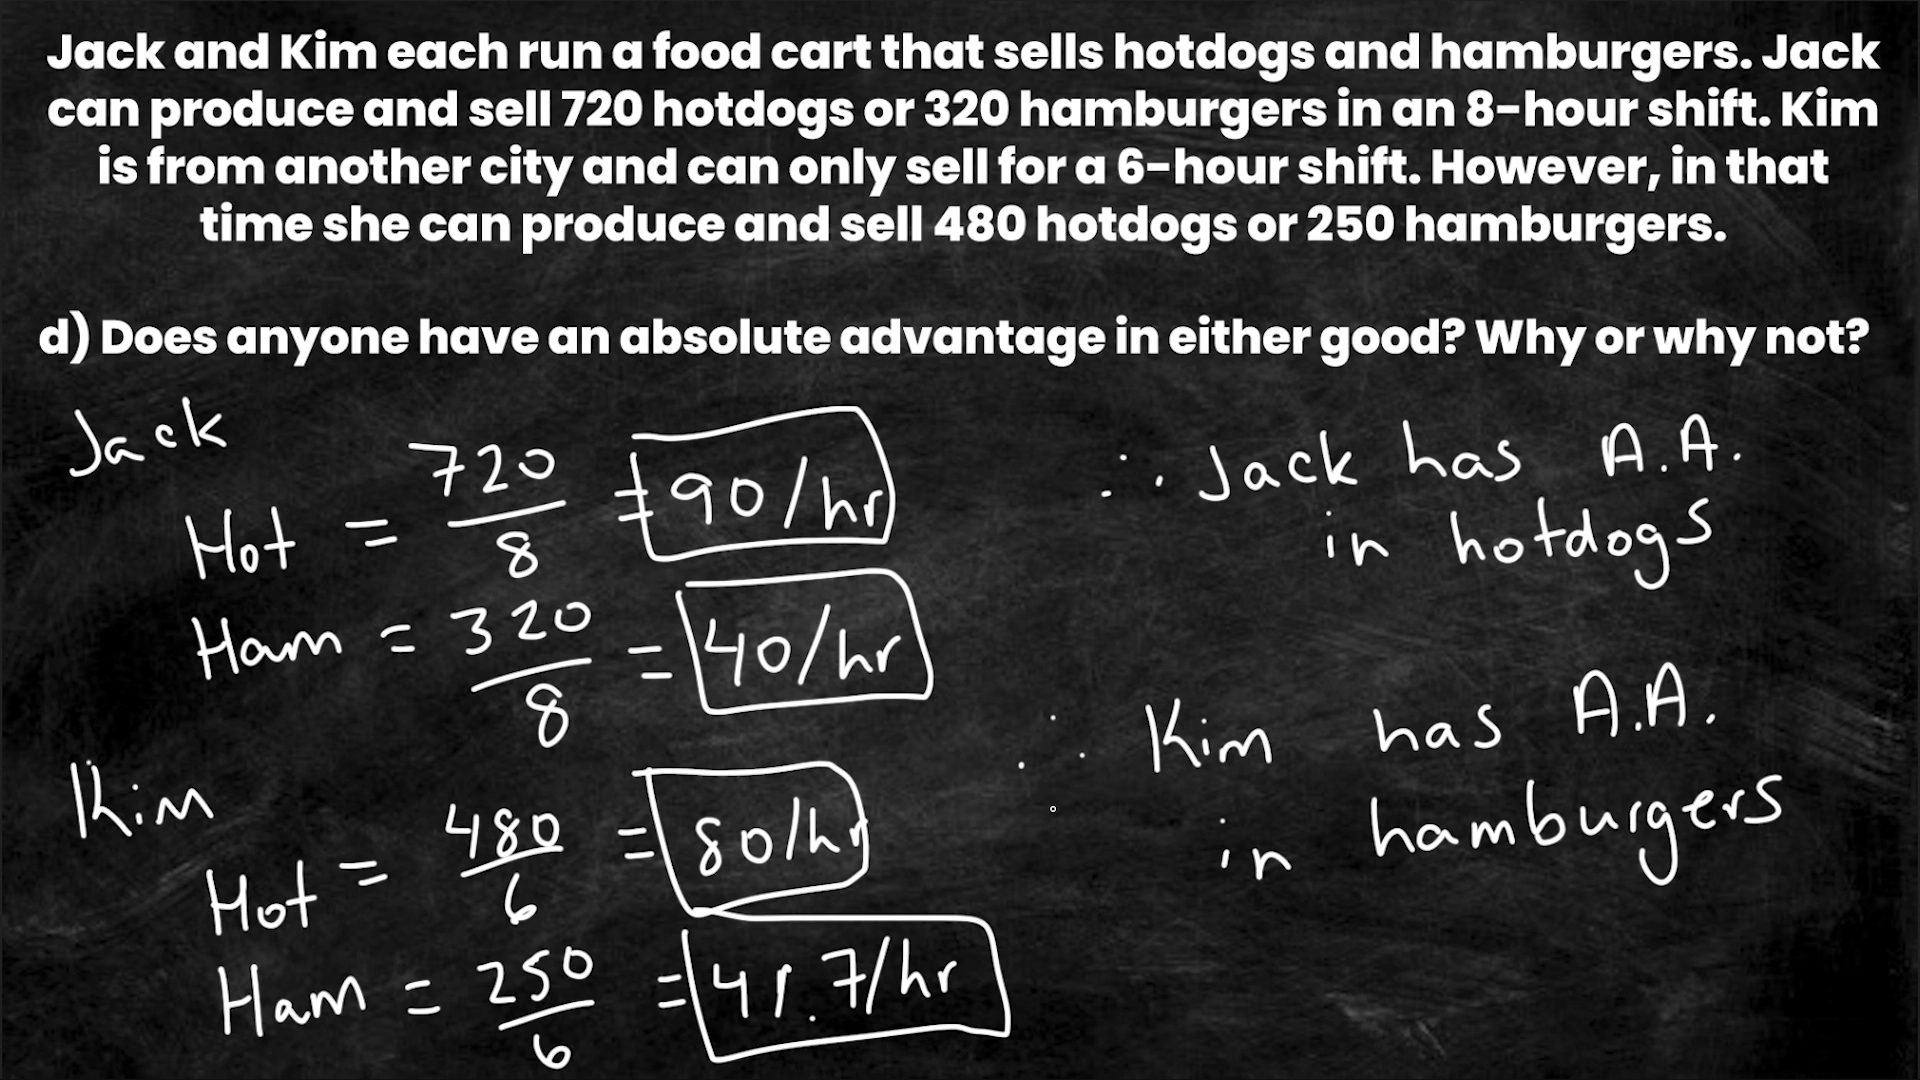 Jack and Kim each run a food cart that sells hotdogs and hamburgers. Jack
can produce and sell 720 hotdogs or 320 hamburgers in an 8-hour shift. Kim
is from another city and can only sell for a 6-hour shift. However, in that
time she can produce and sell 480 hotdogs or 250 hamburgers.
d) Does anyone have an absolute advantage in either good? Why or why not?
Jack
Hot = 720/8 = 90/hr
Ham = 320/8 = 40/hr
Kim
Hot = 480/6 = 80/hr
Ham = 250/6 = 41.7/hr
∴ Jack has A.A.
in hotdogs
∴ Kim has A.A.
in hamburgers